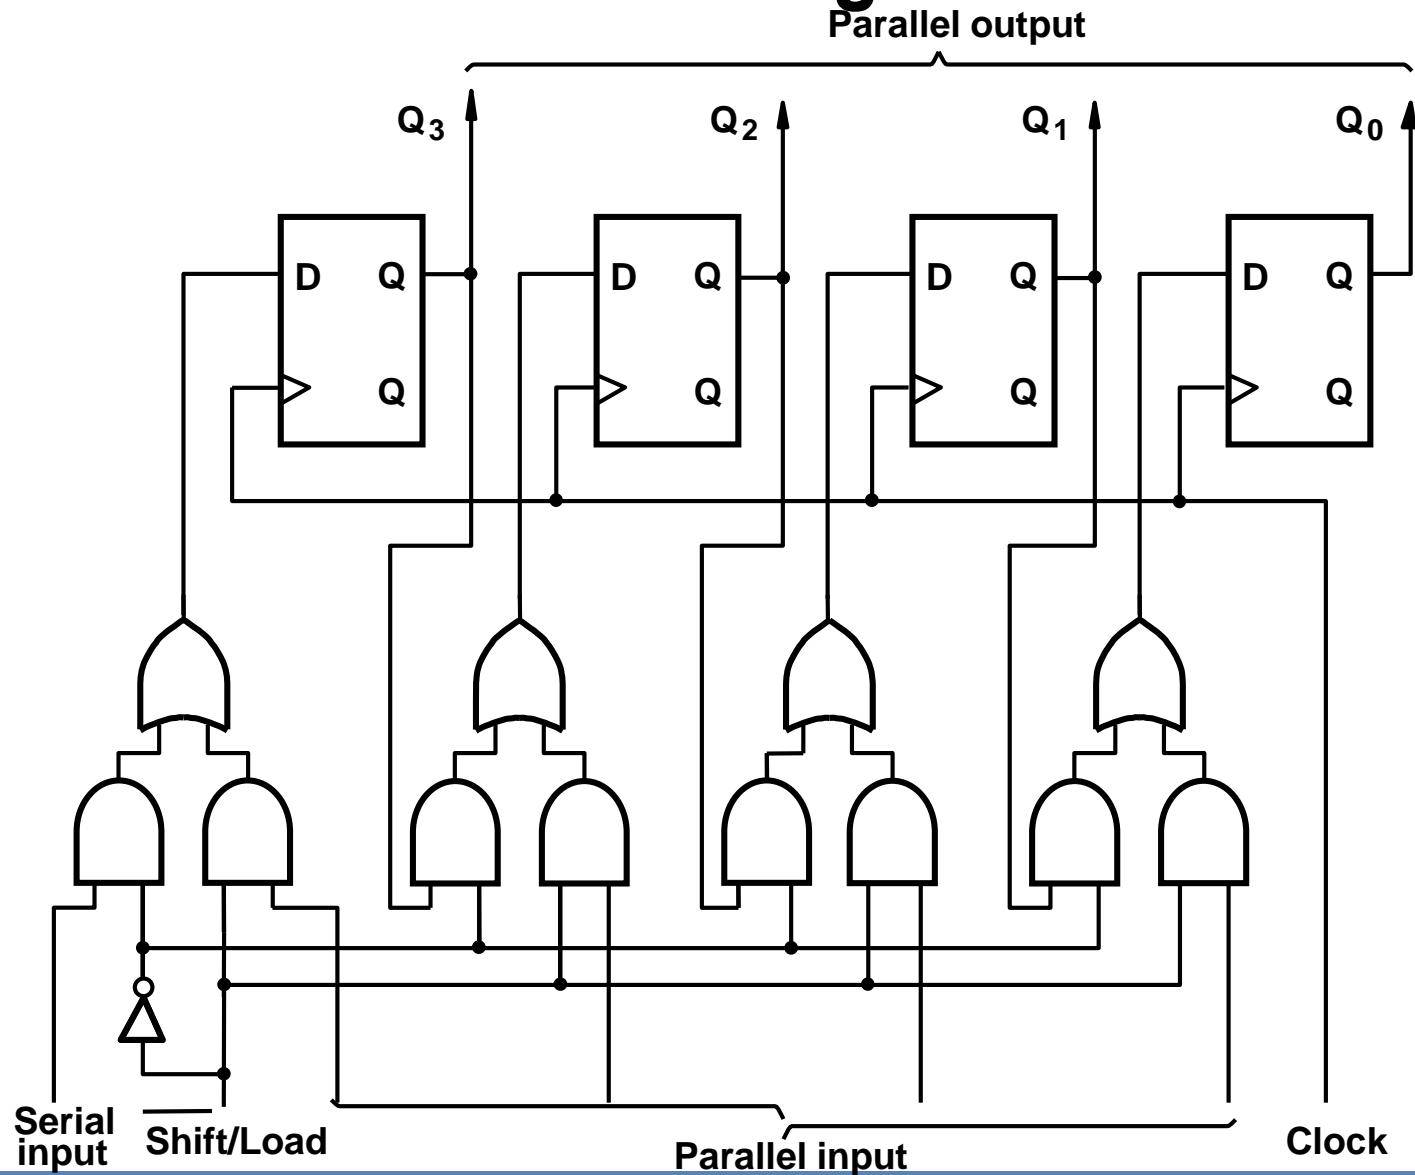 Parallel output
Q3 Q2 Q1 Q0
D Q D Q D Q D Q
Q Q Q Q
Serial input
Shift/Load
Parallel input
Clock